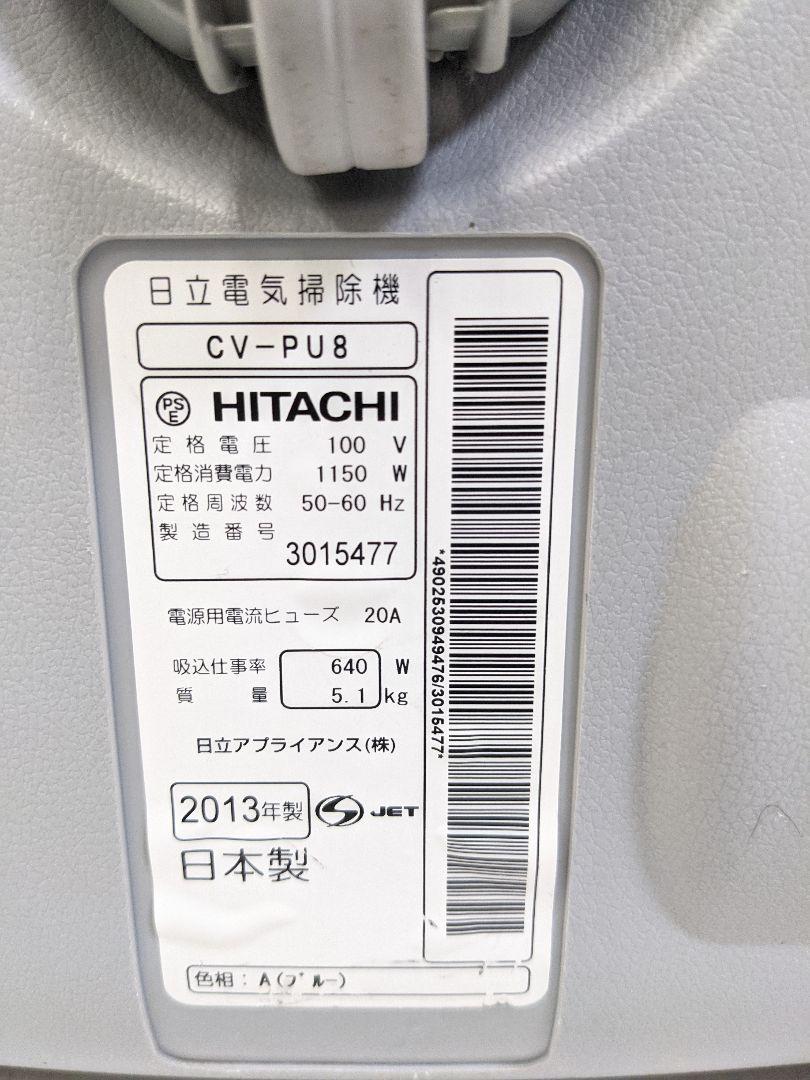 日立電気掃除機
CV-PU8
PSE HITACHI
定格電圧 100 V
定格消費電力 1150 W
定格周波数 50-60 Hz
製造番号
3015477
電源用電流ヒューズ 20A
吸込仕事率 640 W
質量 5.1 kg
日立アプライアンス(株)
2013年製 S JET
日本製
色相：A(ブルー)
*4902530949476/3015477*